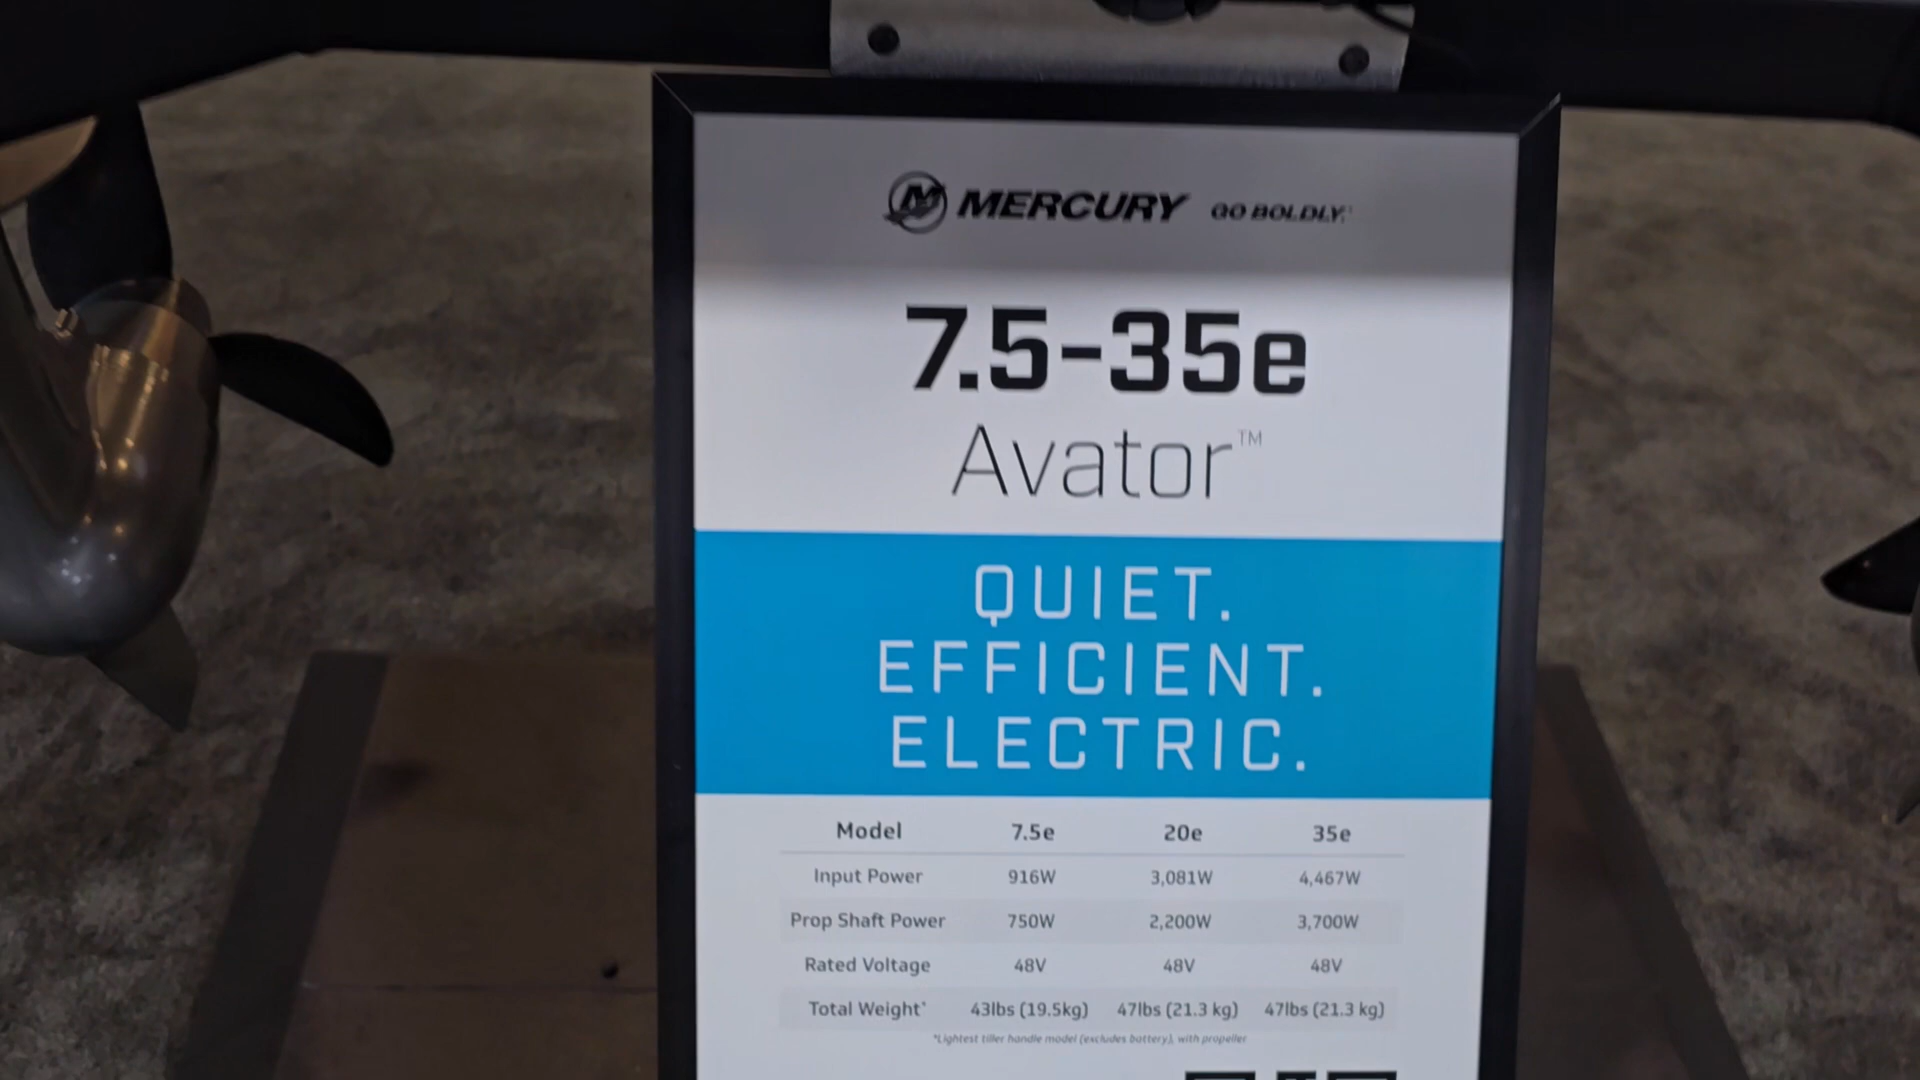 MERCURY GO BOLDLY.
7.5-35e
Avator™
QUIET.
EFFICIENT.
ELECTRIC.
Model 7.5e 20e 35e
Input Power 916W 3,081W 4,467W
Prop Shaft Power 750W 2,200W 3,700W
Rated Voltage 48V 48V 48V
Total Weight* 43lbs (19.5kg) 47lbs (21.3 kg) 47lbs (21.3 kg)
*Lightest tiller handle model (excludes battery), with propeller